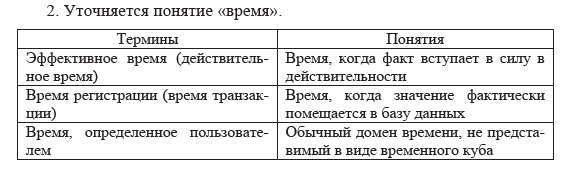 2. Уточняется понятие «время».
Термины Понятия
Эффективное время (действитель- Время, когда факт вступает в силу в
ное время) действительности
Время регистрации (время транзак- Время, когда значение фактически
ции) помещается в базу данных
Время, определенное пользовате- Обычный домен времени, не предста-
лем вимый в виде временного куба